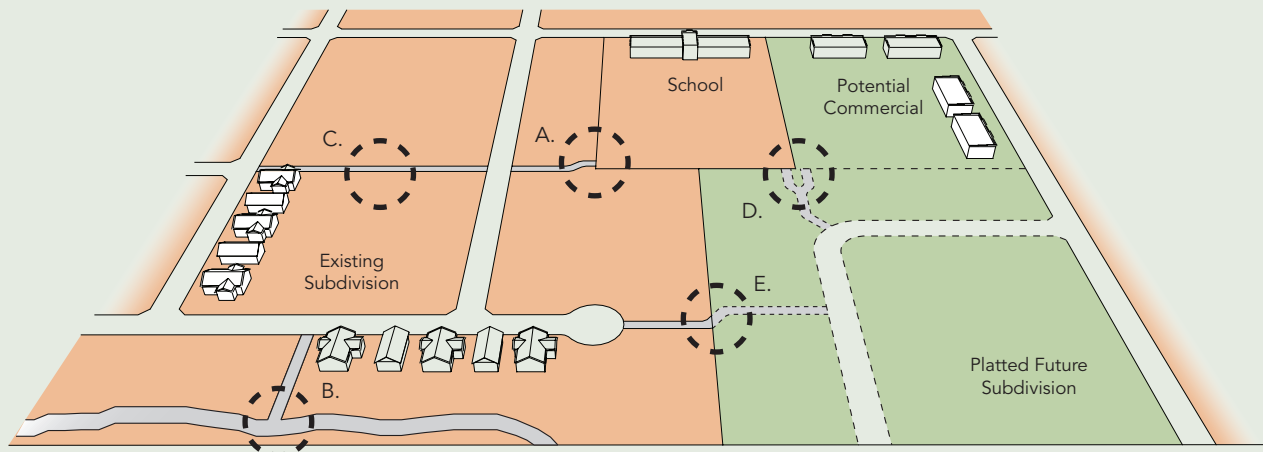 School
Potential
Commercial
C.
A.
D.
Existing
Subdivision
E.
Platted Future
Subdivision
B.